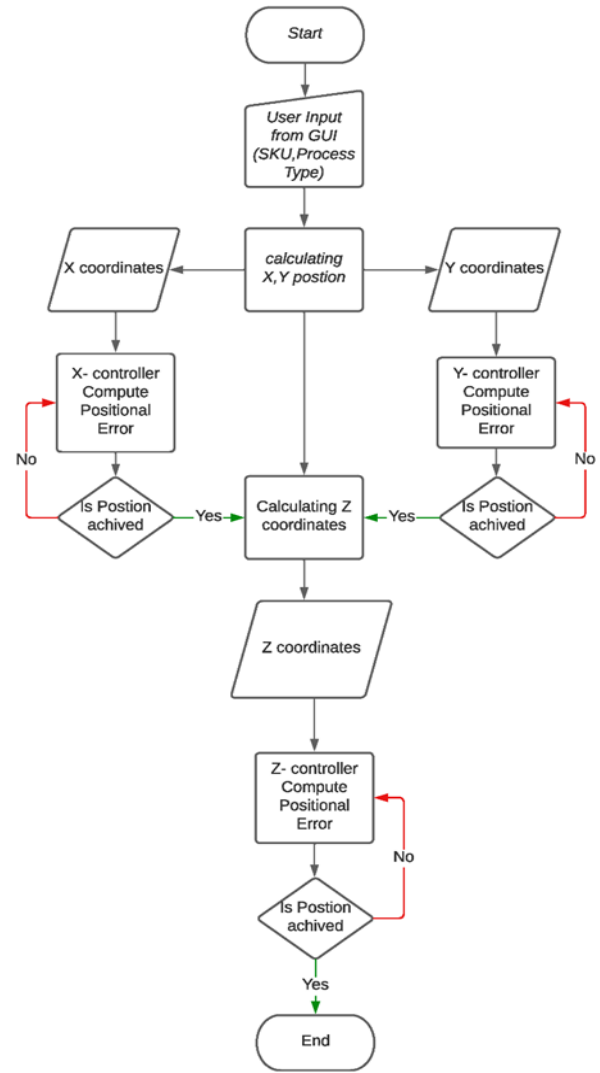 Start
User Input
from GUI
(SKU,Process
Type)
X coordinates
calculating
X,Y postion
Y coordinates
X- controller
Compute
Positional
Error
Y- controller
Compute
Positional
Error
No
No
Is Postion
achived
Yes
Calculating Z
coordinates
Yes
Is Postion
achived
Z coordinates
Z- controller
Compute
Positional
Error
No
Is Postion
achived
Yes
End